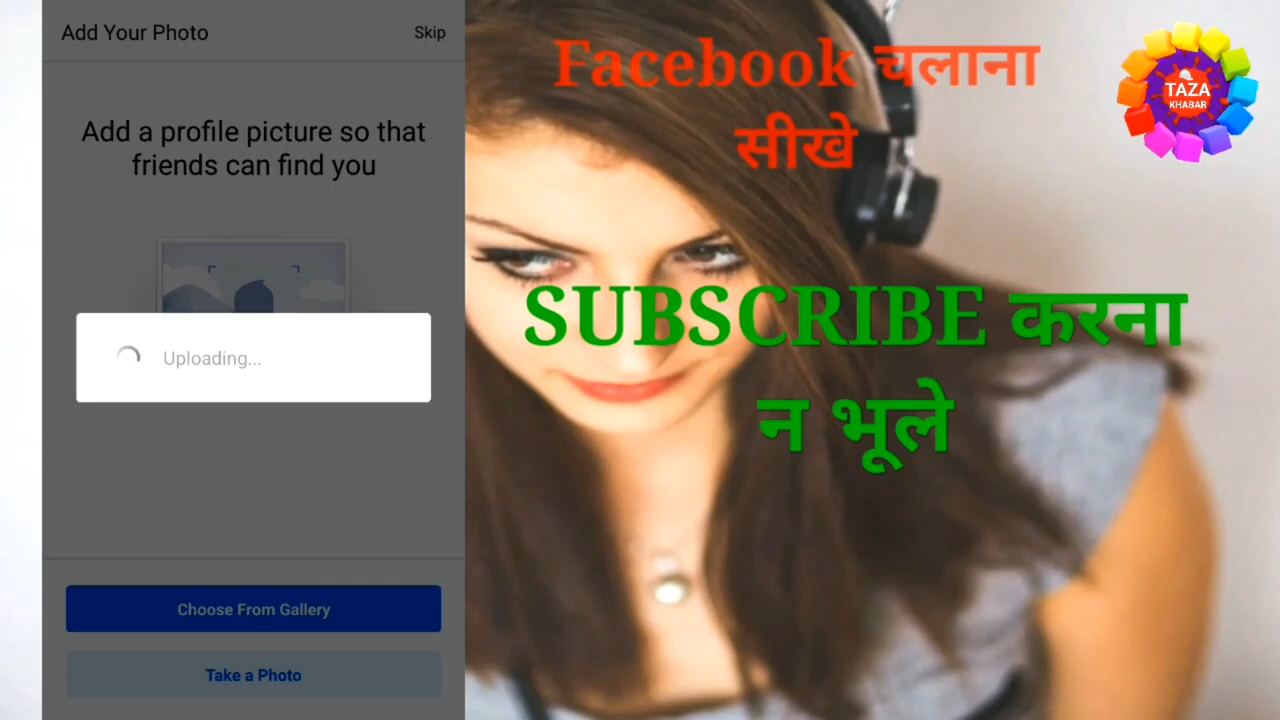 Add Your Photo
Skip
Add a profile picture so that
friends can find you
Uploading...
Choose From Gallery
Take a Photo
Facebook चलाना
सीखे
SUBSCRIBE करना
न भूले
TAZA
KHABAR